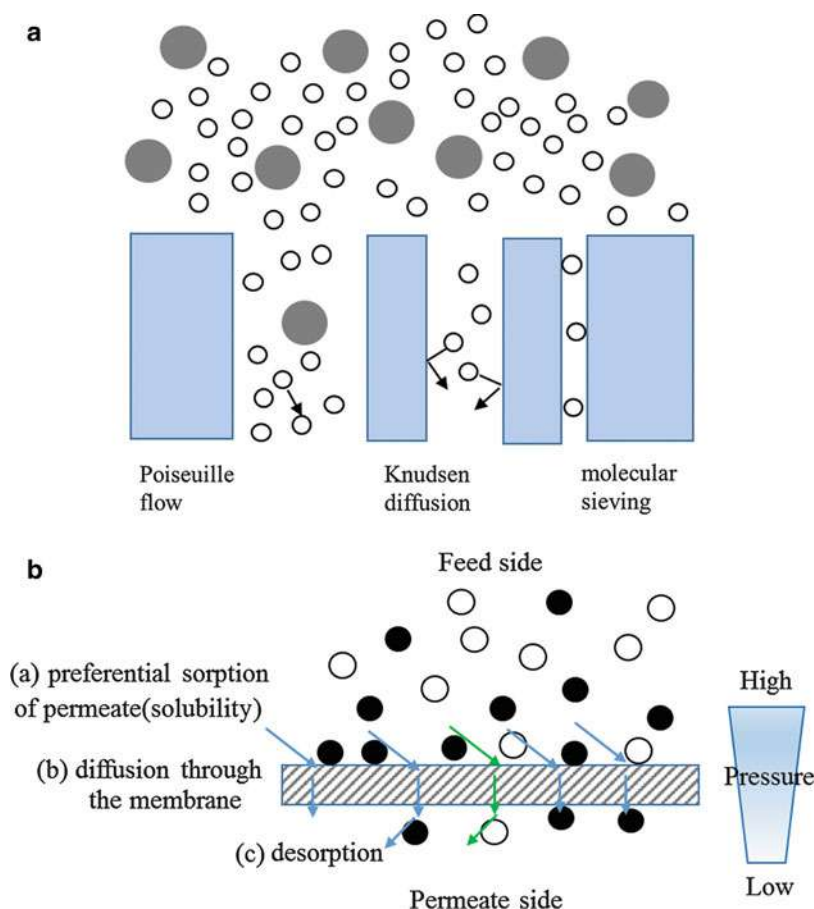 a
Poiseuille
flow
Knudsen
diffusion
molecular
sieving
b
Feed side
(a) preferential sorption
of permeate(solubility)
(b) diffusion through
the membrane
(c) desorption
Permeate side
High
Pressure
Low